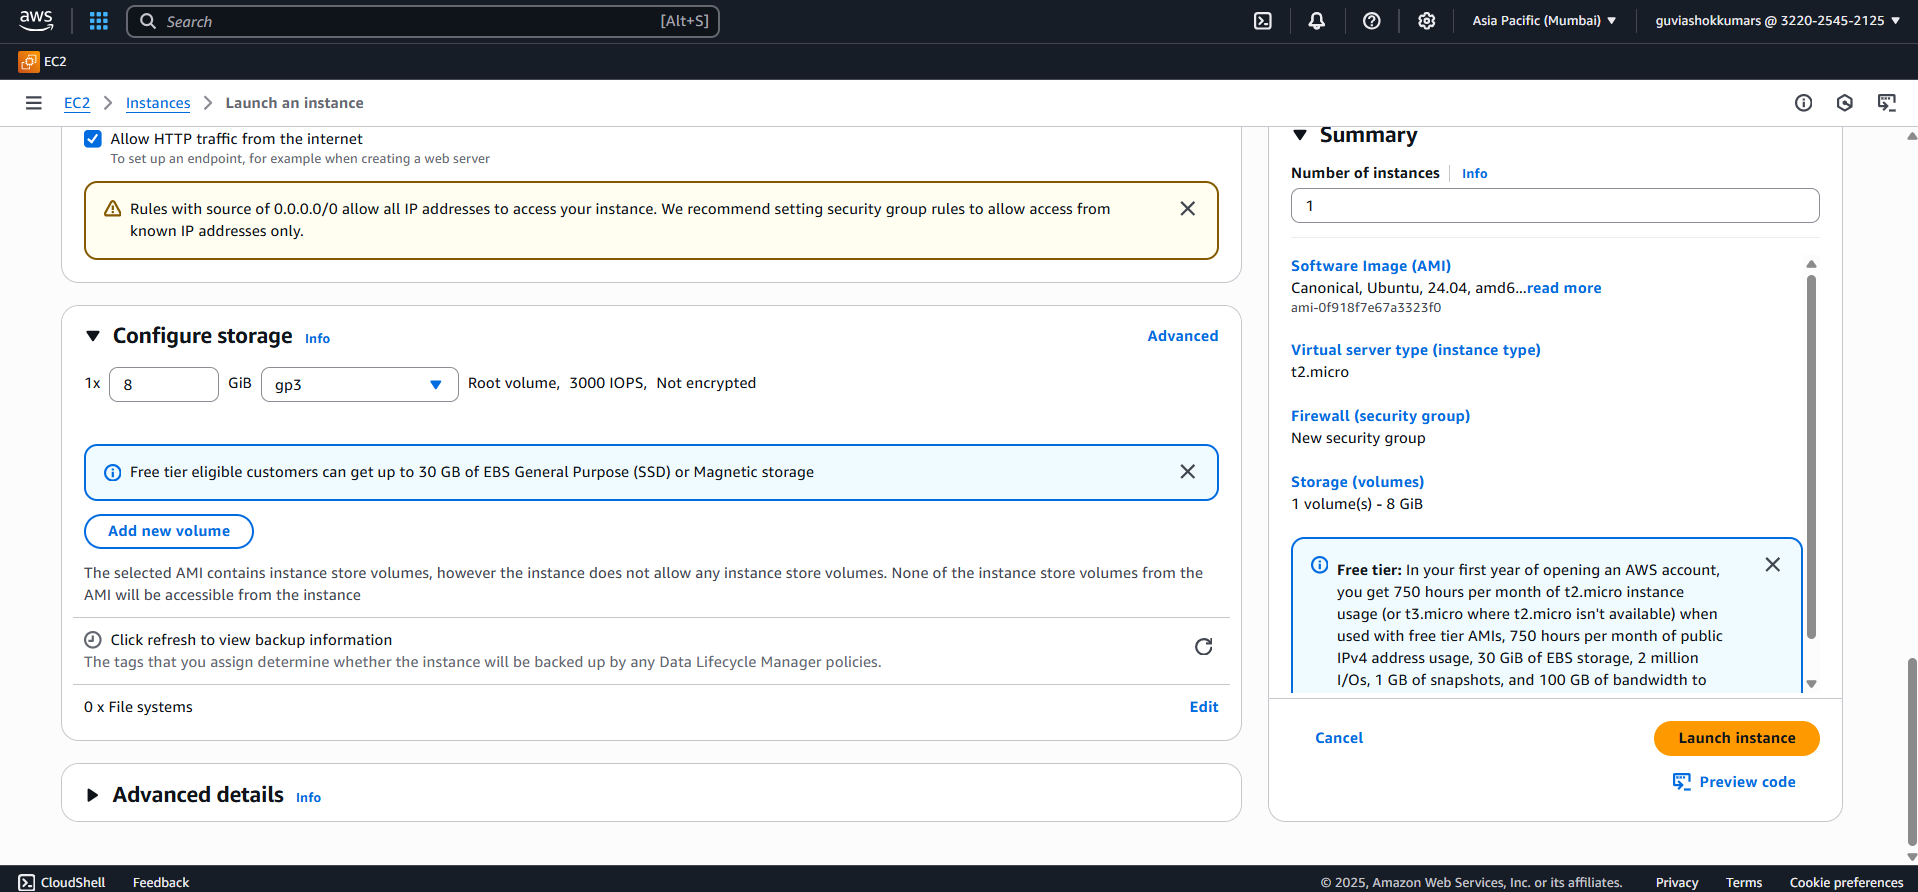 aws
Search [Alt+S]
Asia Pacific (Mumbai)
guviashokkumars @ 3220-2545-2125
EC2
EC2
Instances
Launch an instance
Allow HTTP traffic from the internet
To set up an endpoint, for example when creating a web server
Rules with source of 0.0.0.0/0 allow all IP addresses to access your instance. We recommend setting security group rules to allow access from
known IP addresses only.
Configure storage Info
Advanced
1x 8 GiB gp3 Root volume, 3000 IOPS, Not encrypted
Free tier eligible customers can get up to 30 GB of EBS General Purpose (SSD) or Magnetic storage
Add new volume
The selected AMI contains instance store volumes, however the instance does not allow any instance store volumes. None of the instance store volumes from the
AMI will be accessible from the instance
Click refresh to view backup information
The tags that you assign determine whether the instance will be backed up by any Data Lifecycle Manager policies.
0 x File systems
Edit
Advanced details Info
Summary
Number of instances Info
1
Software Image (AMI)
Canonical, Ubuntu, 24.04, amd6...read more
ami-0f918f7e67a3323f0
Virtual server type (instance type)
t2.micro
Firewall (security group)
New security group
Storage (volumes)
1 volume(s) - 8 GiB
Free tier: In your first year of opening an AWS account,
you get 750 hours per month of t2.micro instance
usage (or t3.micro where t2.micro isn't available) when
used with free tier AMIs, 750 hours per month of public
IPv4 address usage, 30 GiB of EBS storage, 2 million
I/Os, 1 GB of snapshots, and 100 GB of bandwidth to
Cancel
Launch instance
Preview code
CloudShell
Feedback
© 2025, Amazon Web Services, Inc. or its affiliates.
Privacy
Terms
Cookie preferences